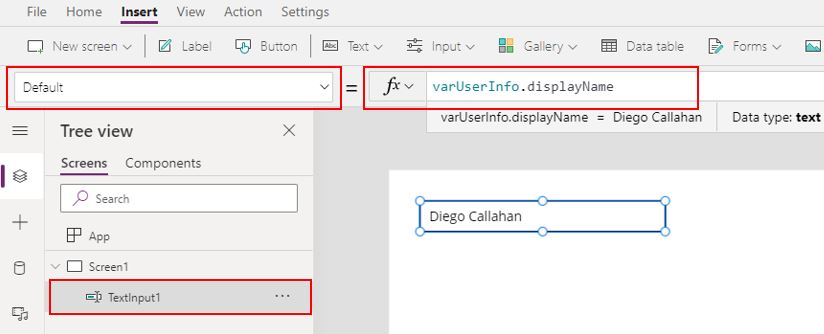 File Home Insert View Action Settings
New screen Label Button Text Input Gallery Data table Forms
Default = fx varUserInfo.displayName
varUserInfo.displayName = Diego Callahan Data type: text
Tree view
Screens Components
Search
App
Screen1
TextInput1 ...
Diego Callahan